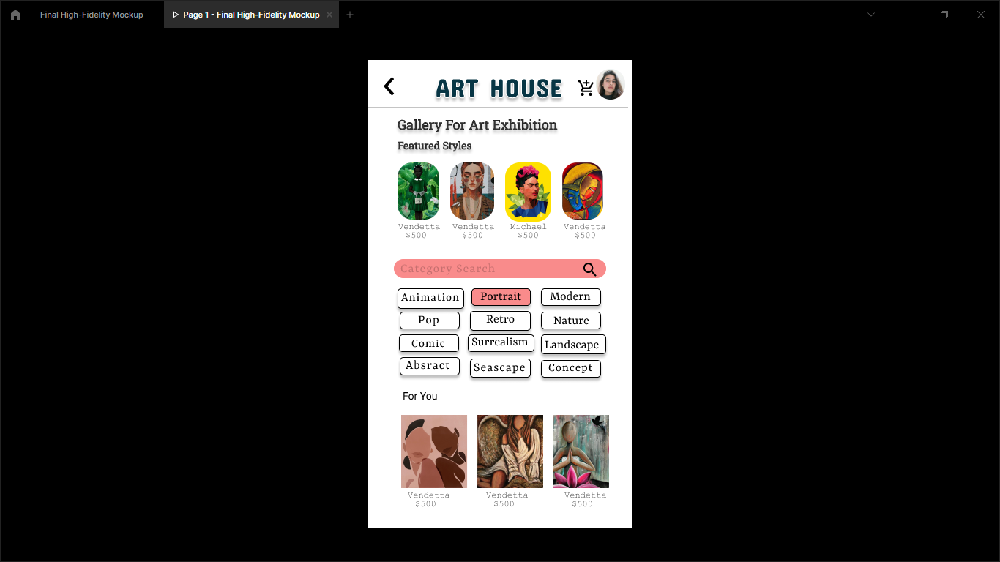 Final High-Fidelity Mockup
Page 1 - Final High-Fidelity Mockup
ART HOUSE
Gallery For Art Exhibition
Featured Styles
Vendetta Vendetta Michael Vendetta
$500 $500 $500 $500
Category Search
Animation Portrait Modern
Pop Retro Nature
Comic Surrealism Landscape
Absract Seascape Concept
For You
Vendetta Vendetta Vendetta
$500 $500 $500